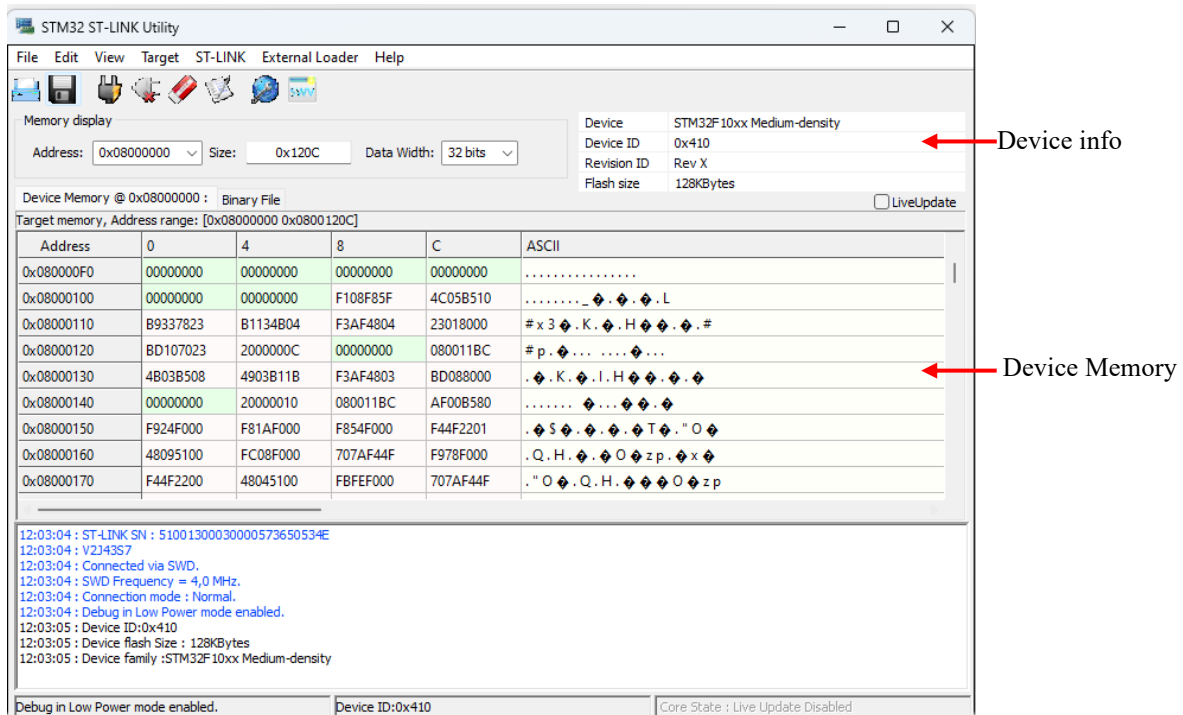 STM32 ST-LINK Utility
File Edit View Target ST-LINK External Loader Help
Memory display
Address: 0x08000000 Size: 0x120C Data Width: 32 bits
Device STM32F10xx Medium-density
Device ID 0x410
Revision ID Rev X
Flash size 128KBytes
Device info
Device Memory @ 0x08000000 : Binary File
LiveUpdate
Target memory, Address range: [0x08000000 0x0800120C]
Address 0 4 8 C ASCII
0x080000F0 00000000 00000000 00000000 00000000 ................
0x08000100 00000000 00000000 F108F85F 4C05B510 ........_�.�.�.L
0x08000110 B9337823 B1134B04 F3AF4804 23018000 #x3�.K.�.H��.�.#
0x08000120 BD107023 2000000C 00000000 080011BC #p.�... ....�...
0x08000130 4B03B508 4903B11B F3AF4803 BD088000 .�.K.�.I.H��.�.�
0x08000140 00000000 20000010 080011BC AF00B580 ....... �...��.�
0x08000150 F924F000 F81AF000 F854F000 F44F2201 .�$�.�.�.�T�."O�
0x08000160 48095100 FC08F000 707AF44F F978F000 .Q.H.�.�O�zp.�x�
0x08000170 F44F2200 48045100 FBFEF000 707AF44F ."O�.Q.H.���O�zp
Device Memory
12:03:04 : ST-LINK SN : 51001300030000573650534E
12:03:04 : V2J43S7
12:03:04 : Connected via SWD.
12:03:04 : SWD Frequency = 4,0 MHz.
12:03:04 : Connection mode : Normal.
12:03:04 : Debug in Low Power mode enabled.
12:03:05 : Device ID:0x410
12:03:05 : Device flash Size : 128KBytes
12:03:05 : Device family :STM32F10xx Medium-density
Debug in Low Power mode enabled. Device ID:0x410 Core State : Live Update Disabled